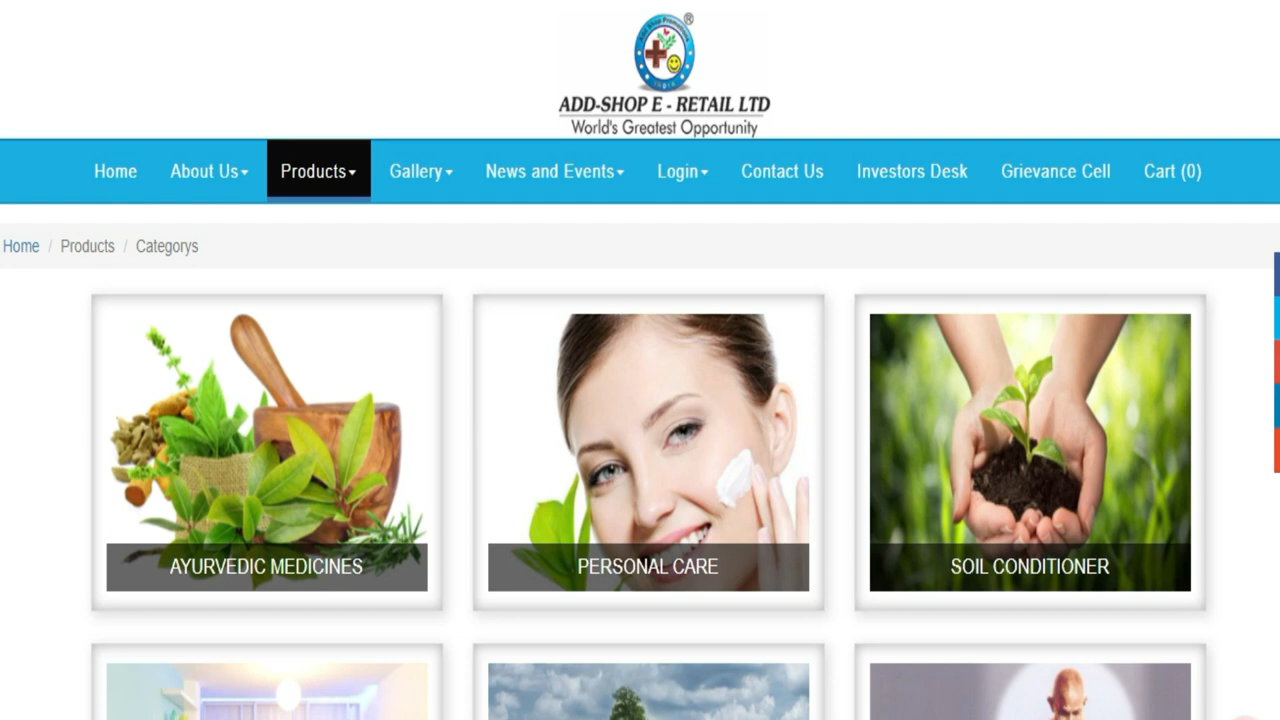 ®
ADD-SHOP E - RETAIL LTD
World's Greatest Opportunity
Home About Us Products Gallery News and Events Login Contact Us Investors Desk Grievance Cell Cart (0)
Home / Products / Categorys
AYURVEDIC MEDICINES PERSONAL CARE SOIL CONDITIONER